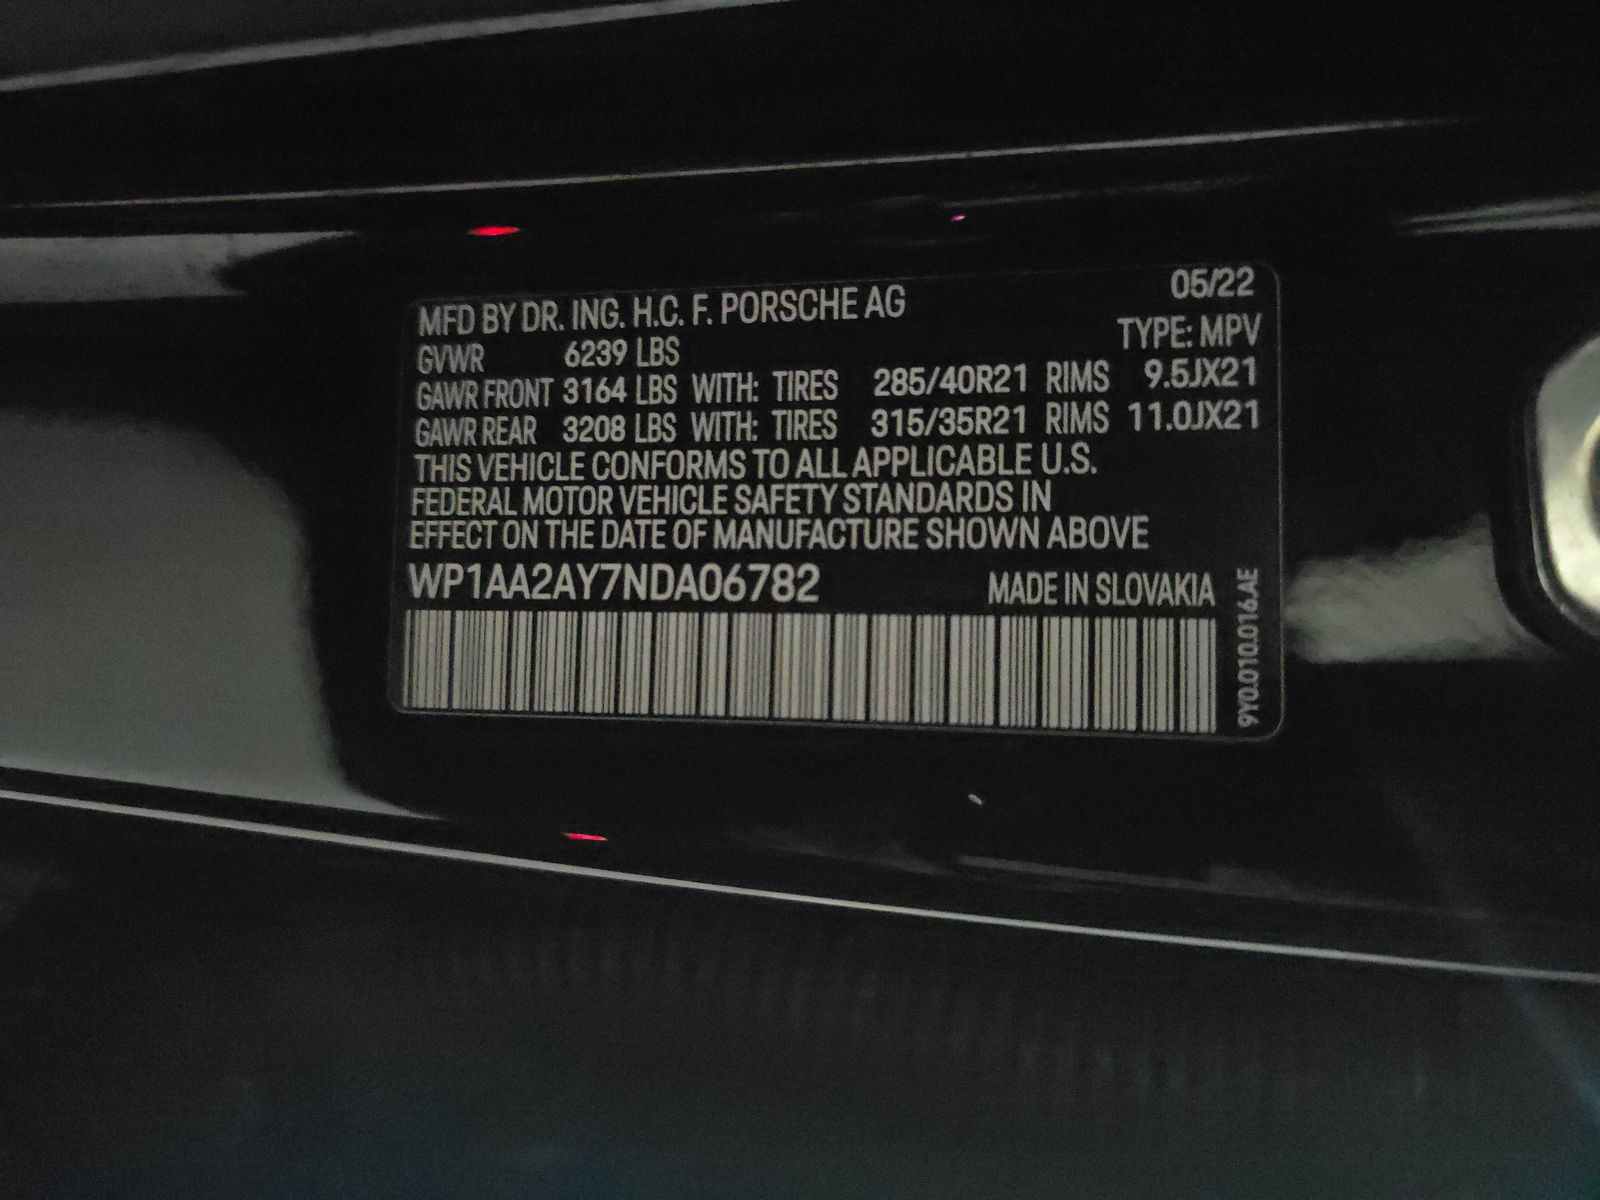 05/22
MFD BY DR. ING. H.C. F. PORSCHE AG
TYPE: MPV
GVWR 6239 LBS
GAWR FRONT 3164 LBS WITH: TIRES 285/40R21 RIMS 9.5JX21
GAWR REAR 3208 LBS WITH: TIRES 315/35R21 RIMS 11.0JX21
THIS VEHICLE CONFORMS TO ALL APPLICABLE U.S.
FEDERAL MOTOR VEHICLE SAFETY STANDARDS IN
EFFECT ON THE DATE OF MANUFACTURE SHOWN ABOVE
WP1AA2AY7NDA06782 MADE IN SLOVAKIA
9Y0.010.016.AE